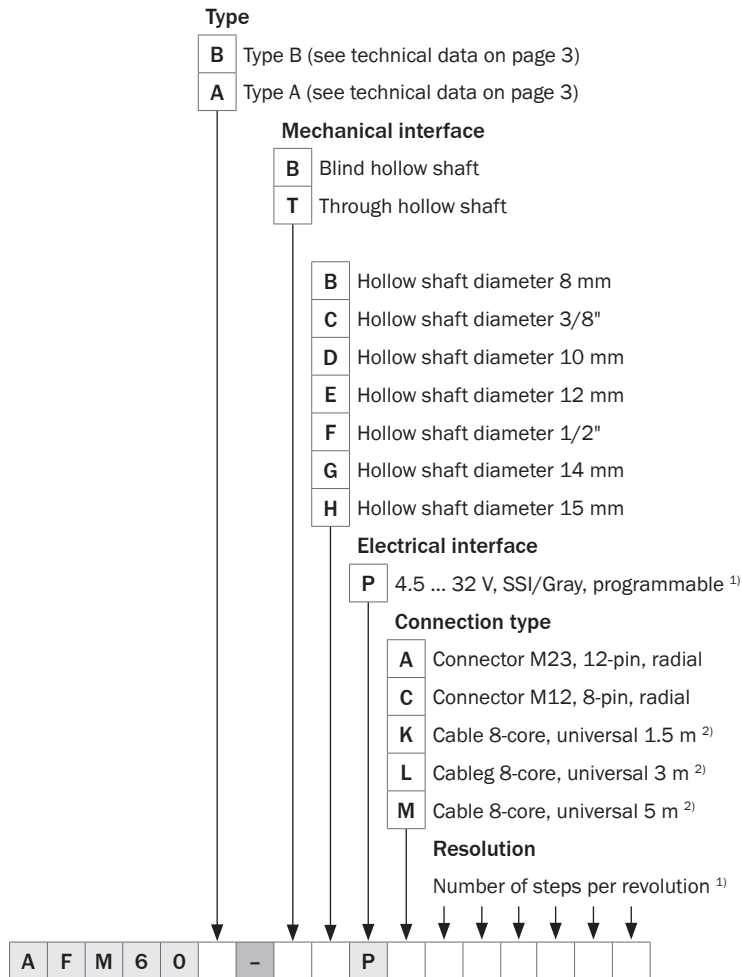 Type
B Type B (see technical data on page 3)
A Type A (see technical data on page 3)
Mechanical interface
B Blind hollow shaft
T Through hollow shaft
B Hollow shaft diameter 8 mm
C Hollow shaft diameter 3/8"
D Hollow shaft diameter 10 mm
E Hollow shaft diameter 12 mm
F Hollow shaft diameter 1/2"
G Hollow shaft diameter 14 mm
H Hollow shaft diameter 15 mm
Electrical interface
P 4.5 ... 32 V, SSI/Gray, programmable 1)
Connection type
A Connector M23, 12-pin, radial
C Connector M12, 8-pin, radial
K Cable 8-core, universal 1.5 m 2)
L Cableg 8-core, universal 3 m 2)
M Cable 8-core, universal 5 m 2)
Resolution
Number of steps per revolution 1)
A F M 6 0 – P